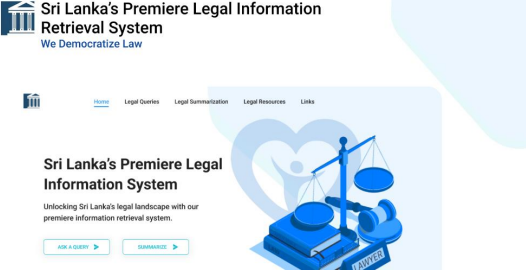 Sri Lanka's Premiere Legal Information
Retrieval System
We Democratize Law
Home Legal Queries Legal Summarization Legal Resources Links
Sri Lanka's Premiere Legal
Information System
Unlocking Sri Lanka's legal landscape with our
premiere information retrieval system.
ASK A QUERY SUMMARIZE
LAWYER